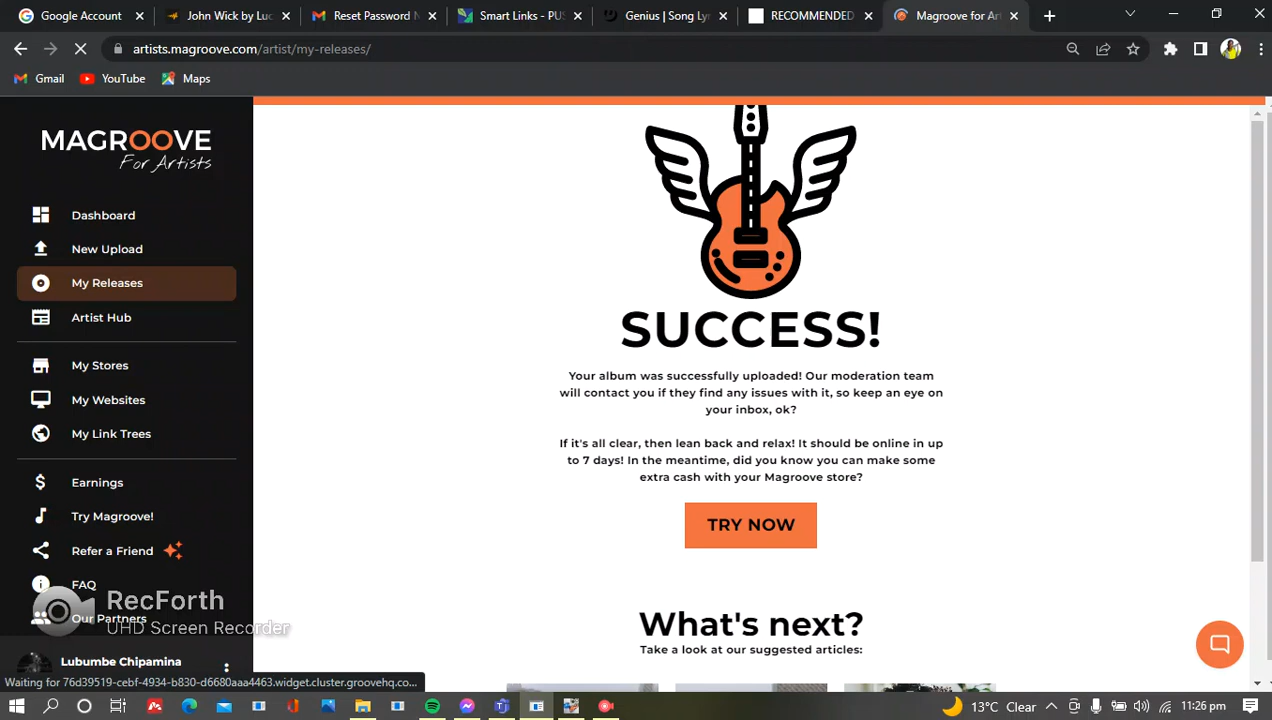 Google Account
John Wick by Luc
Reset Password N
Smart Links - PUS
Genius | Song Lyr
RECOMMENDED
Magroove for Art
artists.magroove.com/artist/my-releases/
Gmail
YouTube
Maps
MAGROOVE
For Artists
Dashboard
New Upload
My Releases
Artist Hub
My Stores
My Websites
My Link Trees
Earnings
Try Magroove!
Refer a Friend
FAQ
Our Partners
RecForth
UHD Screen Recorder
Lubumbe Chipamina
SUCCESS!
Your album was successfully uploaded! Our moderation team
will contact you if they find any issues with it, so keep an eye on
your inbox, ok?
If it's all clear, then lean back and relax! It should be online in up
to 7 days! In the meantime, did you know you can make some
extra cash with your Magroove store?
TRY NOW
What's next?
Take a look at our suggested articles:
Waiting for 76d39519-cebf-4934-b830-d6680aaa4463.widget.cluster.groovehq.co...
13°C Clear
11:26 pm